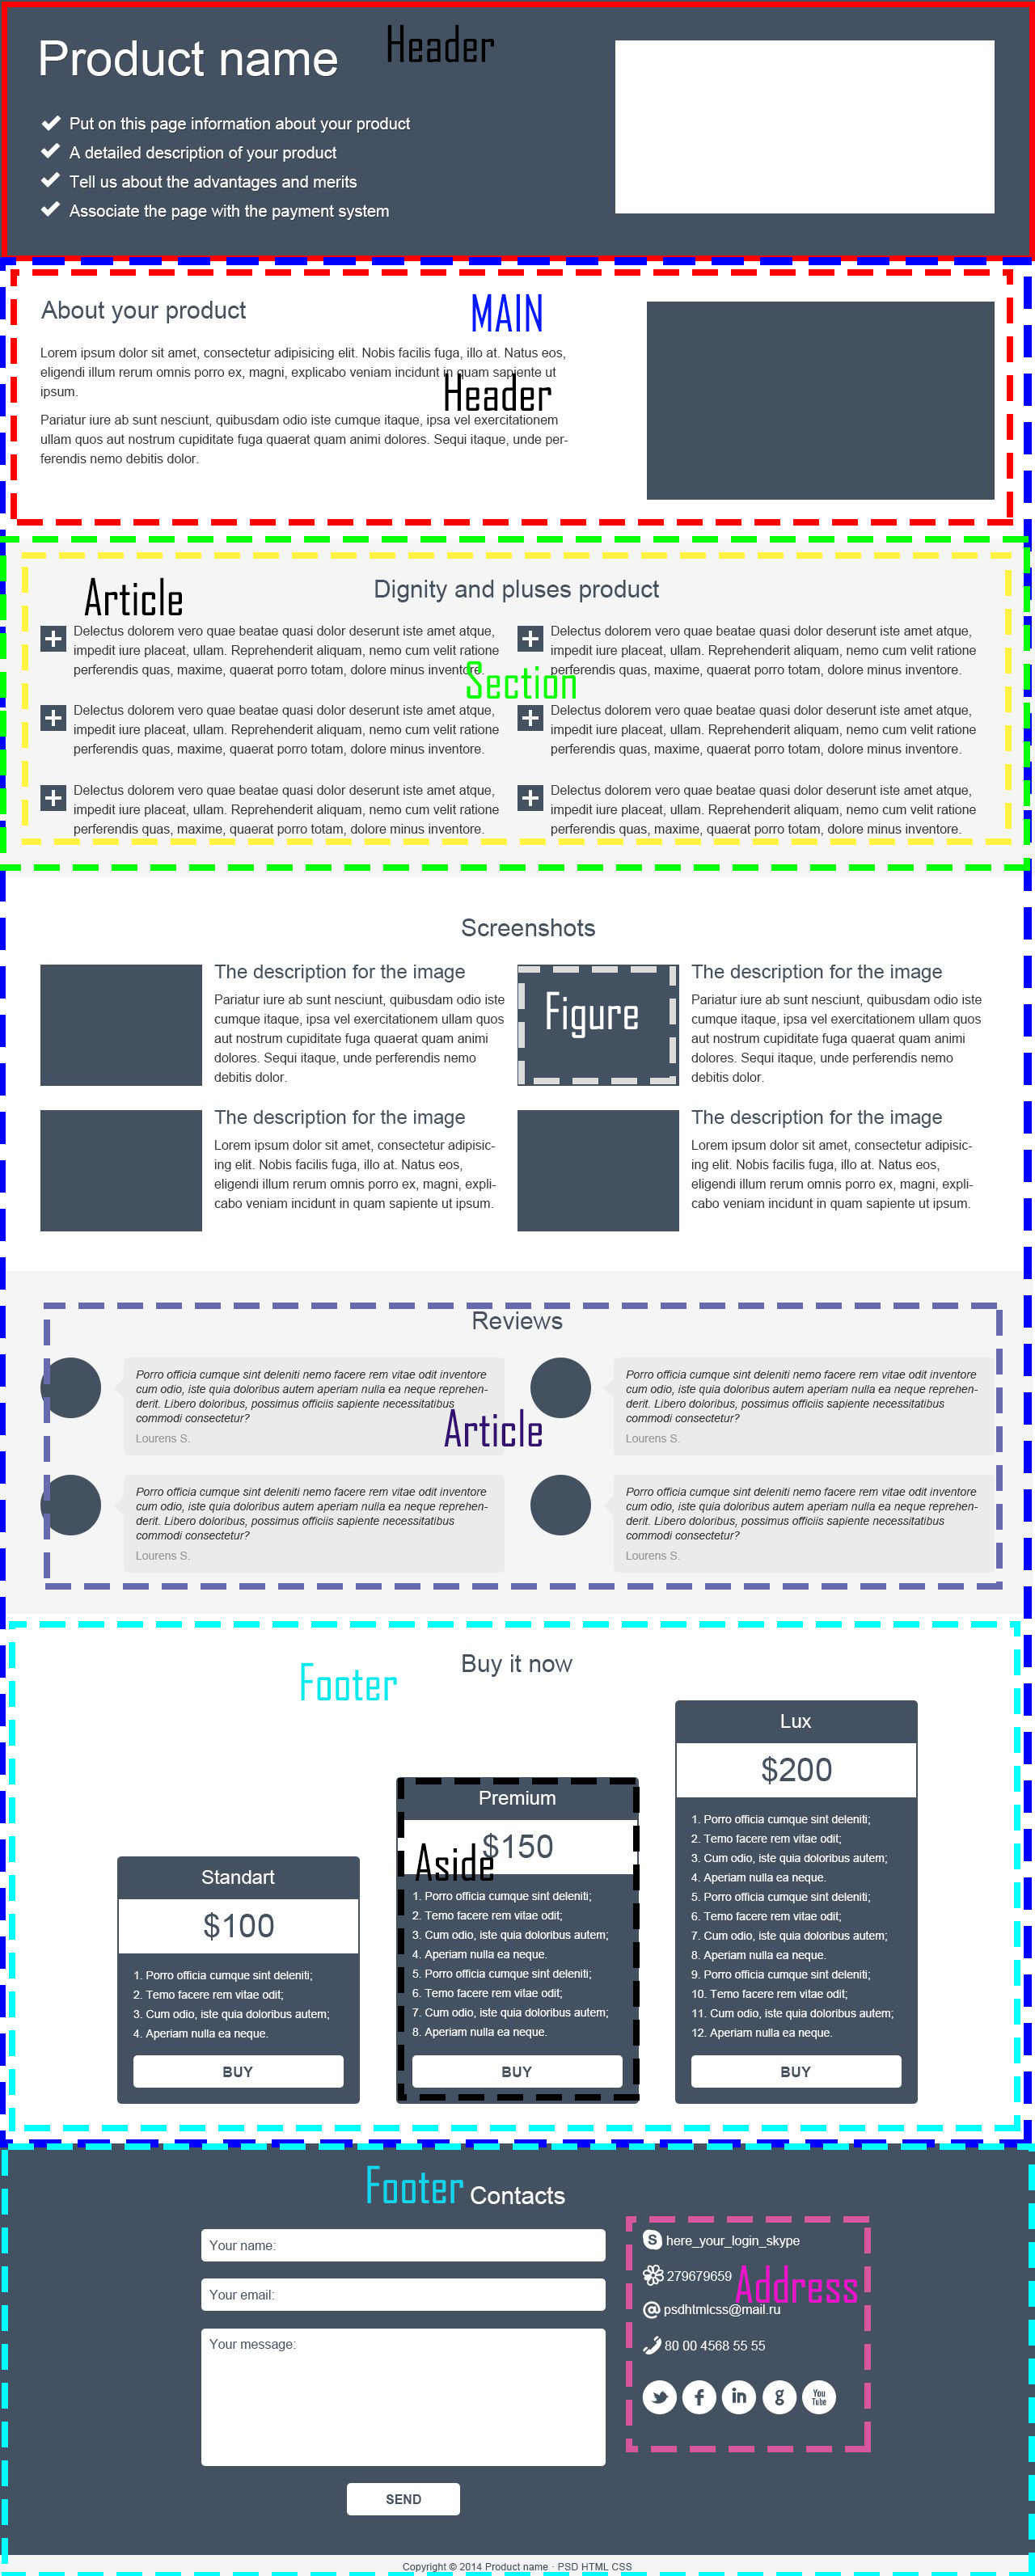 Product name
Header
Put on this page information about your product
A detailed description of your product
Tell us about the advantages and merits
Associate the page with the payment system
About your product
MAIN
Lorem ipsum dolor sit amet, consectetur adipisicing elit. Nobis facilis fuga, illo at. Natus eos,
eligendi illum rerum omnis porro ex, magni, explicabo veniam incidunt in quam sapiente ut
ipsum.
Header
Pariatur iure ab sunt nesciunt, quibusdam odio iste cumque itaque, ipsa vel exercitationem
ullam quos aut nostrum cupiditate fuga quaerat quam animi dolores. Sequi itaque, unde per-
ferendis nemo debitis dolor.
Article
Dignity and pluses product
Delectus dolorem vero quae beatae quasi dolor deserunt iste amet atque,
impedit iure placeat, ullam. Reprehenderit aliquam, nemo cum velit ratione
perferendis quas, maxime, quaerat porro totam, dolore minus inventore.
Delectus dolorem vero quae beatae quasi dolor deserunt iste amet atque,
impedit iure placeat, ullam. Reprehenderit aliquam, nemo cum velit ratione
perferendis quas, maxime, quaerat porro totam, dolore minus inventore.
Section
Delectus dolorem vero quae beatae quasi dolor deserunt iste amet atque,
impedit iure placeat, ullam. Reprehenderit aliquam, nemo cum velit ratione
perferendis quas, maxime, quaerat porro totam, dolore minus inventore.
Delectus dolorem vero quae beatae quasi dolor deserunt iste amet atque,
impedit iure placeat, ullam. Reprehenderit aliquam, nemo cum velit ratione
perferendis quas, maxime, quaerat porro totam, dolore minus inventore.
Delectus dolorem vero quae beatae quasi dolor deserunt iste amet atque,
impedit iure placeat, ullam. Reprehenderit aliquam, nemo cum velit ratione
perferendis quas, maxime, quaerat porro totam, dolore minus inventore.
Delectus dolorem vero quae beatae quasi dolor deserunt iste amet atque,
impedit iure placeat, ullam. Reprehenderit aliquam, nemo cum velit ratione
perferendis quas, maxime, quaerat porro totam, dolore minus inventore.
Screenshots
The description for the image
Pariatur iure ab sunt nesciunt, quibusdam odio iste
cumque itaque, ipsa vel exercitationem ullam quos
aut nostrum cupiditate fuga quaerat quam animi
dolores. Sequi itaque, unde perferendis nemo
debitis dolor.
Figure
The description for the image
Pariatur iure ab sunt nesciunt, quibusdam odio iste
cumque itaque, ipsa vel exercitationem ullam quos
aut nostrum cupiditate fuga quaerat quam animi
dolores. Sequi itaque, unde perferendis nemo
debitis dolor.
The description for the image
Lorem ipsum dolor sit amet, consectetur adipisic-
ing elit. Nobis facilis fuga, illo at. Natus eos,
eligendi illum rerum omnis porro ex, magni, expli-
cabo veniam incidunt in quam sapiente ut ipsum.
The description for the image
Lorem ipsum dolor sit amet, consectetur adipisic-
ing elit. Nobis facilis fuga, illo at. Natus eos,
eligendi illum rerum omnis porro ex, magni, expli-
cabo veniam incidunt in quam sapiente ut ipsum.
Reviews
Porro officia cumque sint deleniti nemo facere rem vitae odit inventore
cum odio, iste quia doloribus autem aperiam nulla ea neque reprehen-
derit. Libero doloribus, possimus officiis sapiente necessitatibus
commodi consectetur?
Lourens S.
Porro officia cumque sint deleniti nemo facere rem vitae odit inventore
cum odio, iste quia doloribus autem aperiam nulla ea neque reprehen-
derit. Libero doloribus, possimus officiis sapiente necessitatibus
commodi consectetur?
Lourens S.
Article
Porro officia cumque sint deleniti nemo facere rem vitae odit inventore
cum odio, iste quia doloribus autem aperiam nulla ea neque reprehen-
derit. Libero doloribus, possimus officiis sapiente necessitatibus
commodi consectetur?
Lourens S.
Porro officia cumque sint deleniti nemo facere rem vitae odit inventore
cum odio, iste quia doloribus autem aperiam nulla ea neque reprehen-
derit. Libero doloribus, possimus officiis sapiente necessitatibus
commodi consectetur?
Lourens S.
Buy it now
Footer
Standart
$100
1. Porro officia cumque sint deleniti;
2. Temo facere rem vitae odit;
3. Cum odio, iste quia doloribus autem;
4. Aperiam nulla ea neque.
BUY
Premium
$150
Aside
1. Porro officia cumque sint deleniti;
2. Temo facere rem vitae odit;
3. Cum odio, iste quia doloribus autem;
4. Aperiam nulla ea neque.
5. Porro officia cumque sint deleniti;
6. Temo facere rem vitae odit;
7. Cum odio, iste quia doloribus autem;
8. Aperiam nulla ea neque.
BUY
Lux
$200
1. Porro officia cumque sint deleniti;
2. Temo facere rem vitae odit;
3. Cum odio, iste quia doloribus autem;
4. Aperiam nulla ea neque.
5. Porro officia cumque sint deleniti;
6. Temo facere rem vitae odit;
7. Cum odio, iste quia doloribus autem;
8. Aperiam nulla ea neque.
9. Porro officia cumque sint deleniti;
10. Temo facere rem vitae odit;
11. Cum odio, iste quia doloribus autem;
12. Aperiam nulla ea neque.
BUY
Footer
Contacts
Your name:
Your email:
Your message:
SEND
here_your_login_skype
279679659
Address
psdhtmlcss@mail.ru
80 00 4568 55 55
f
in
g
You
Tube
Copyright © 2014 Product name · PSD HTML CSS